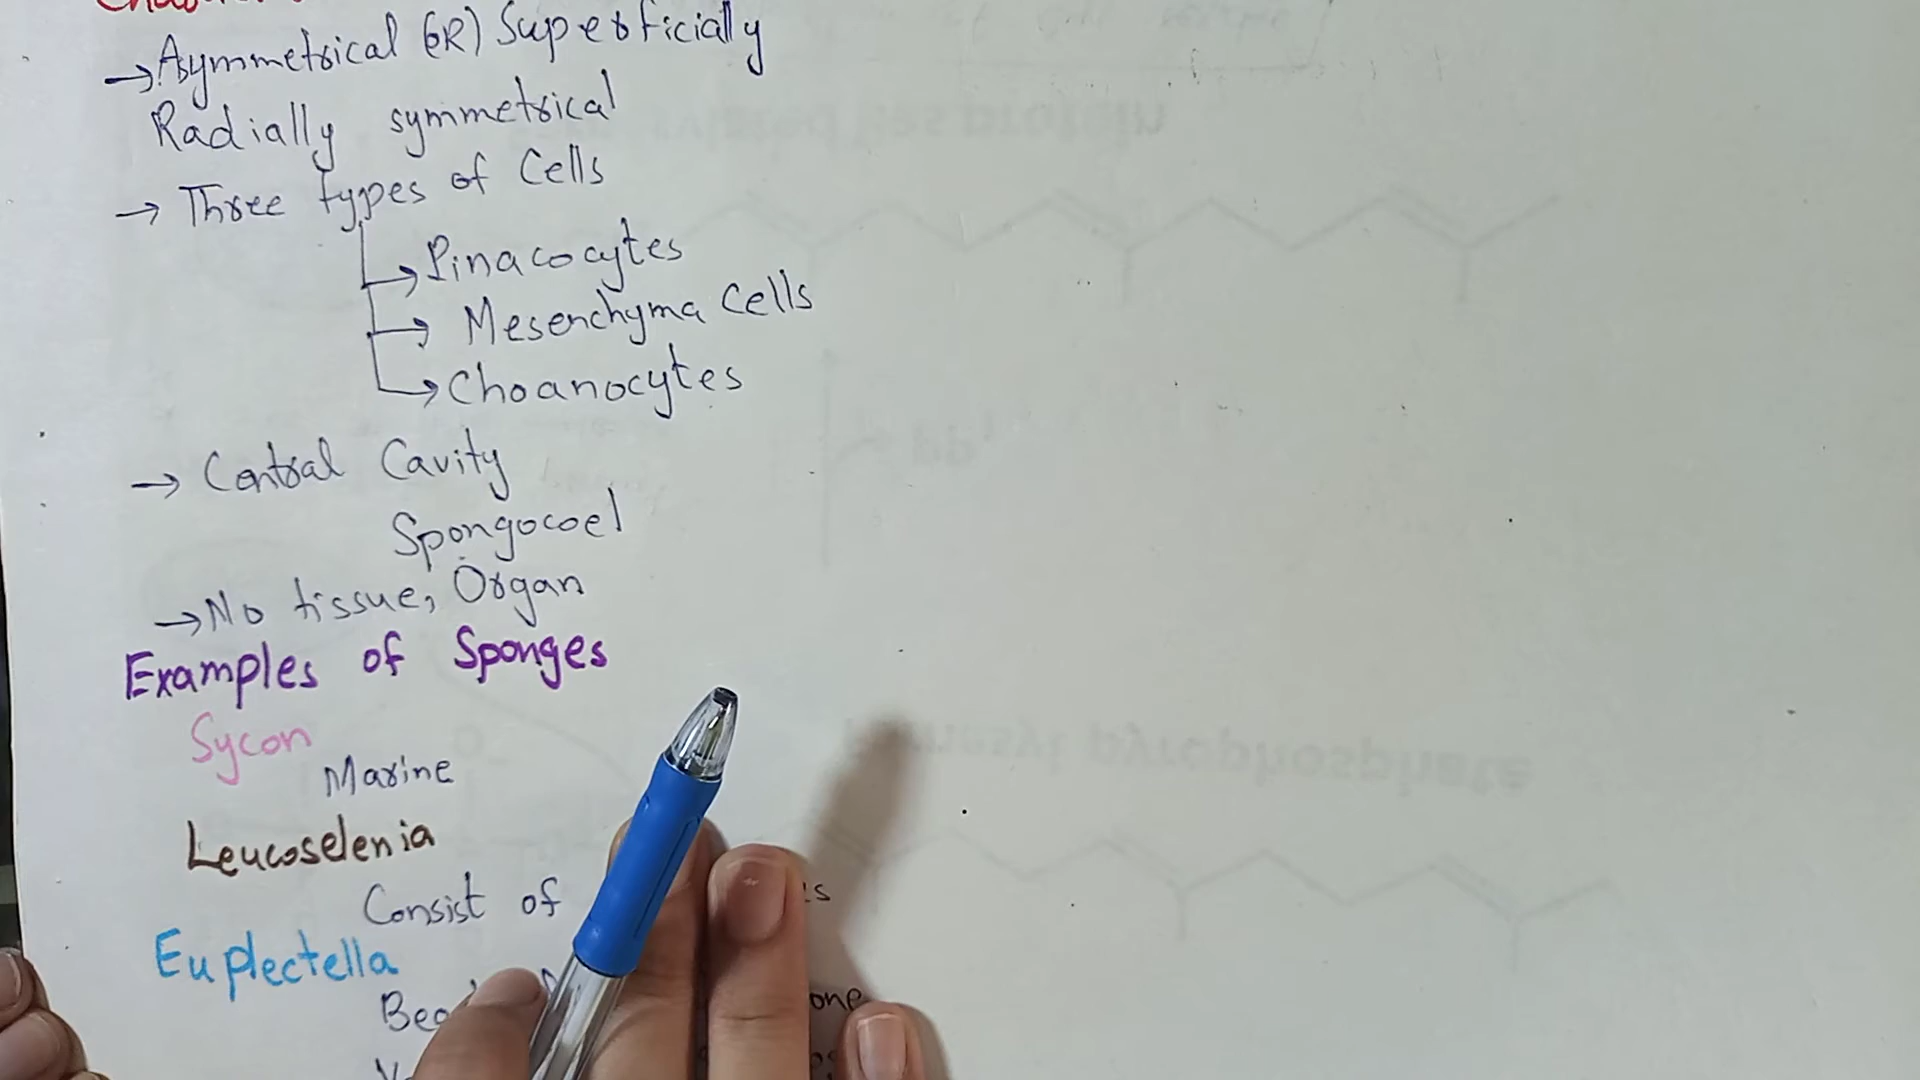 → Asymmetrical (OR) Superficially
Radially symmetrical
→ Three types of Cells
→ Pinacocytes
→ Mesenchyma Cells
→ Choanocytes
→ Central Cavity
Spongocoel
→ No tissue, Organ
Examples of Sponges
Sycon
Marine
Leucoselenia
Consist of
Euplectella